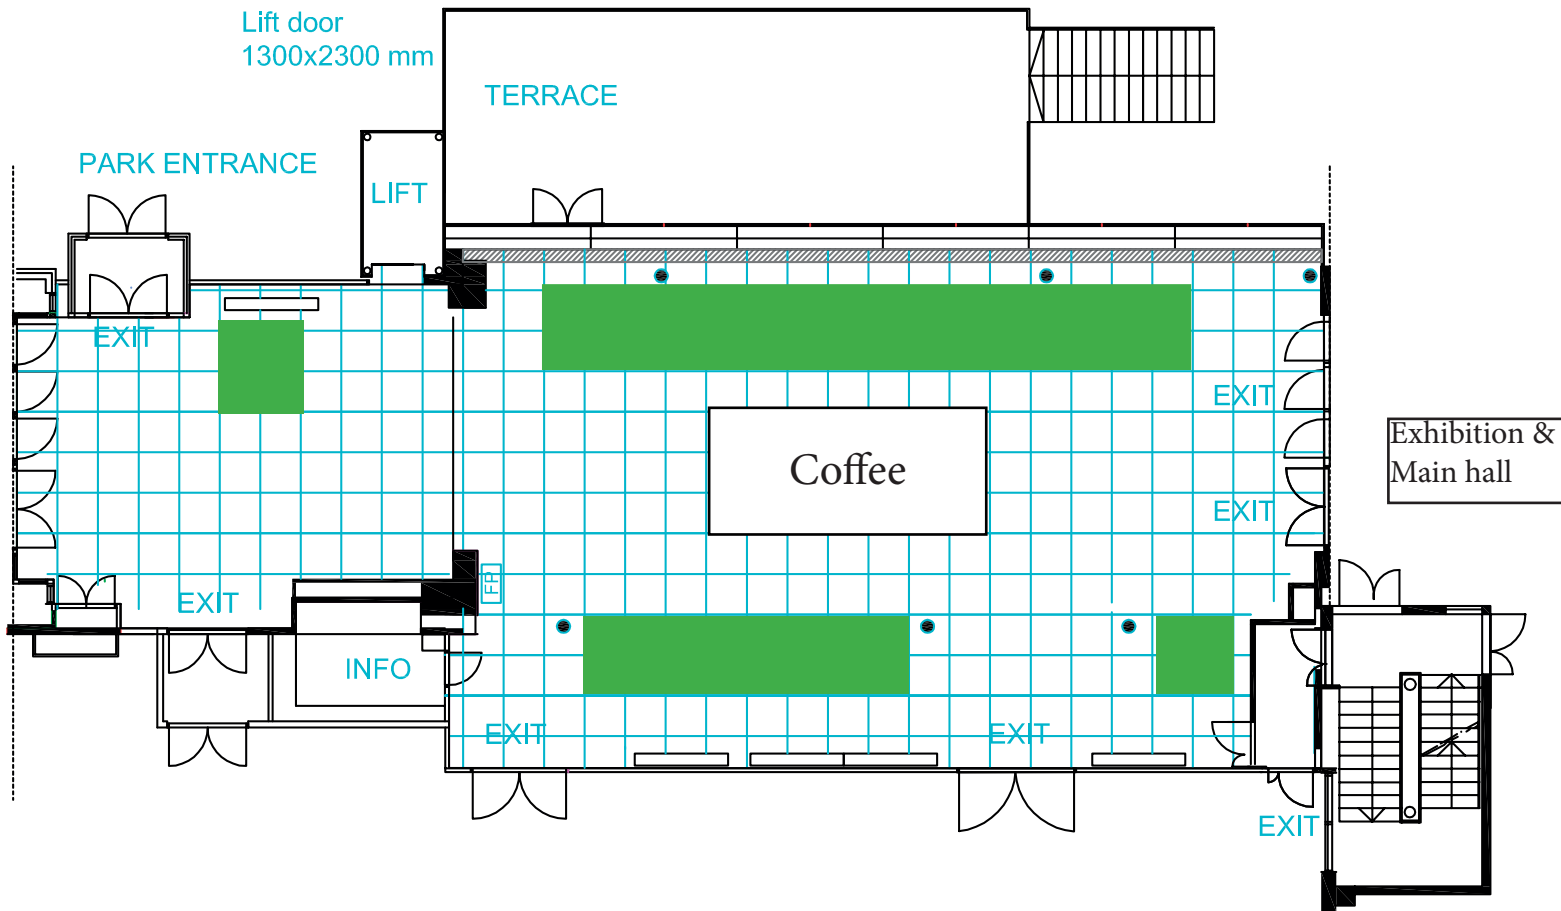 Lift door
1300x2300 mm
TERRACE
PARK ENTRANCE
LIFT
EXIT
EXIT
Coffee
Exhibition &
Main hall
EXIT
FP
EXIT
INFO
EXIT
EXIT
EXIT